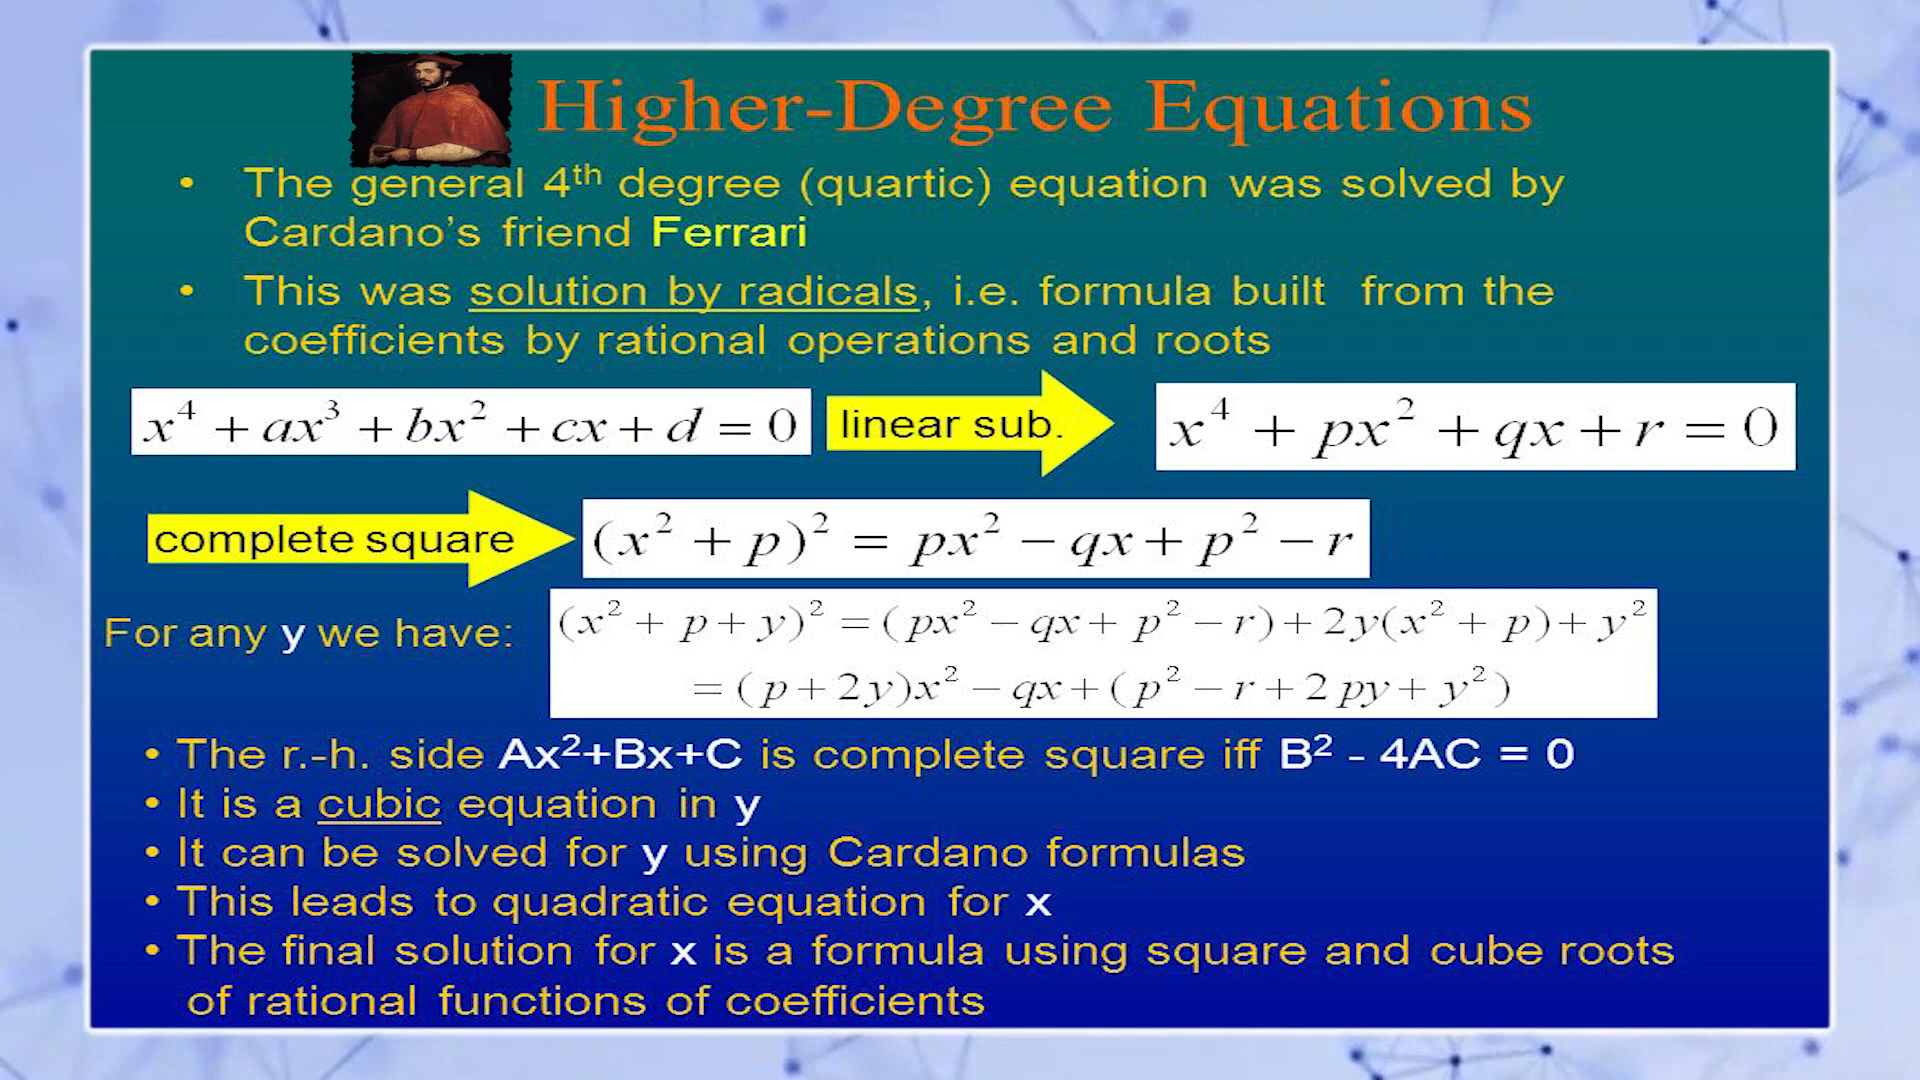 Higher-Degree Equations
• The general 4th degree (quartic) equation was solved by
Cardano's friend Ferrari
• This was solution by radicals, i.e. formula built from the
coefficients by rational operations and roots
x⁴ + ax³ + bx² + cx + d = 0 linear sub. x⁴ + px² + qx + r = 0
complete square (x² + p)² = px² − qx + p² − r
For any y we have: (x² + p + y)² = (px² − qx + p² − r) + 2y(x² + p) + y²
= (p + 2y)x² − qx + (p² − r + 2py + y²)
• The r.-h. side Ax²+Bx+C is complete square iff B² - 4AC = 0
• It is a cubic equation in y
• It can be solved for y using Cardano formulas
• This leads to quadratic equation for x
• The final solution for x is a formula using square and cube roots
of rational functions of coefficients